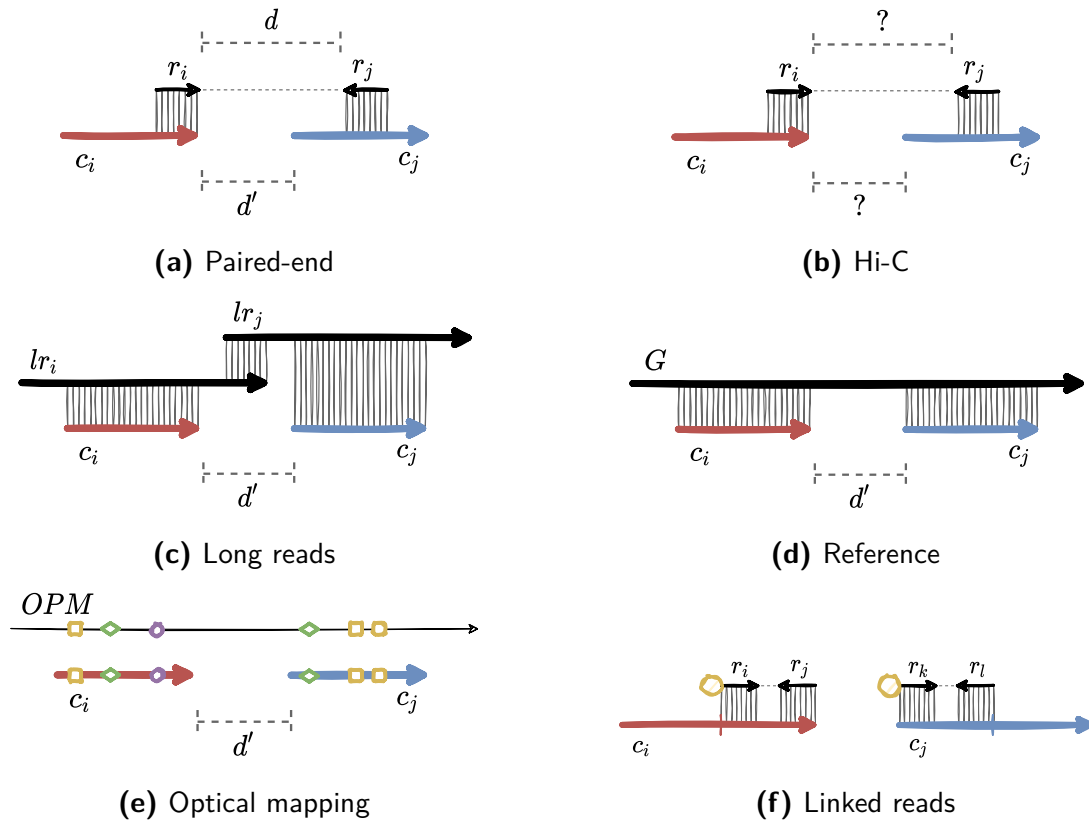 d
r_i r_j
c_i c_j
d'
(a) Paired-end
?
r_i r_j
c_i c_j
?
(b) Hi-C
lr_j
lr_i
c_i c_j
d'
(c) Long reads
G
c_i c_j
d'
(d) Reference
OPM
c_i c_j
d'
(e) Optical mapping
r_i r_j r_k r_l
c_i c_j
(f) Linked reads